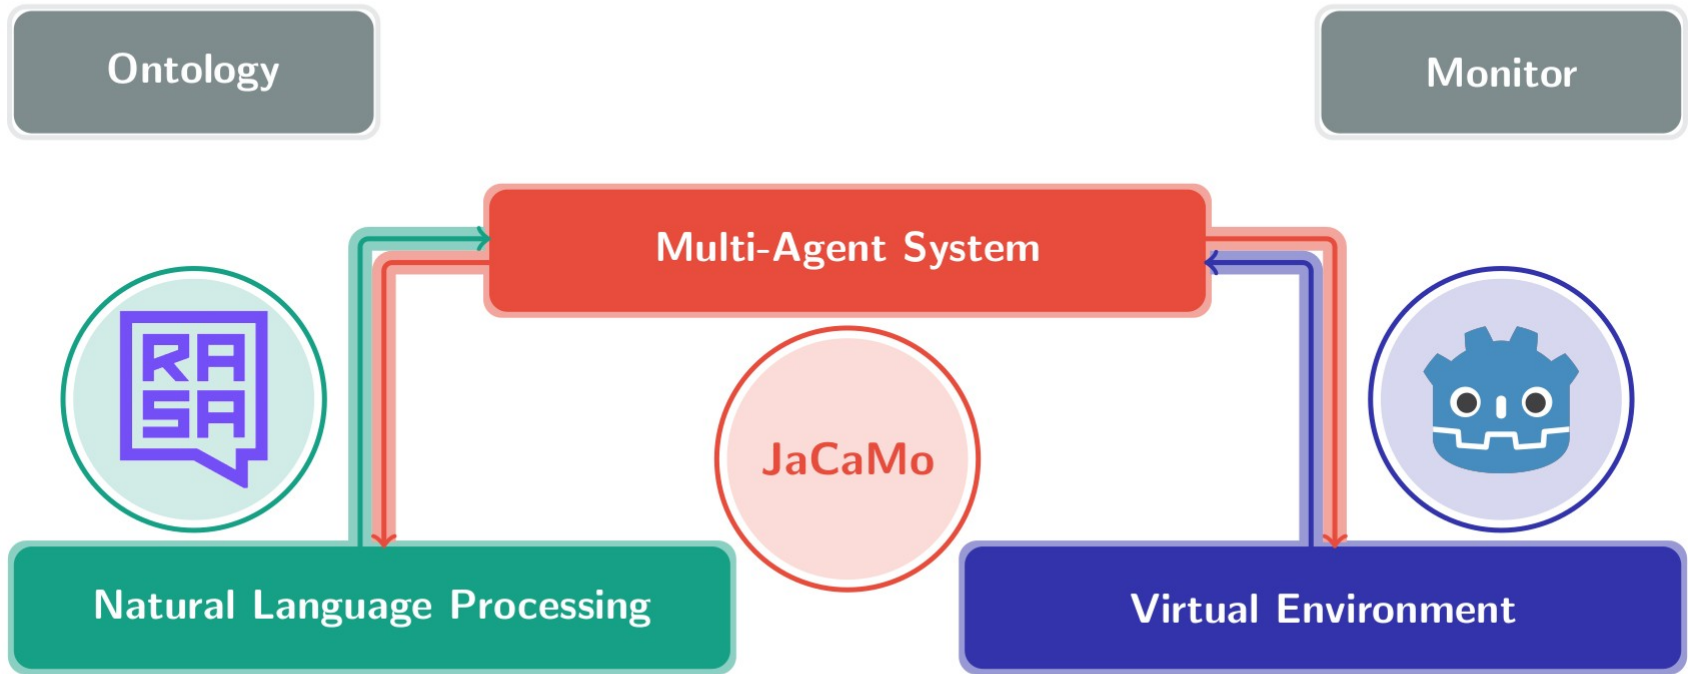 Ontology
Monitor
Multi-Agent System
RA
SA
JaCaMo
Natural Language Processing
Virtual Environment